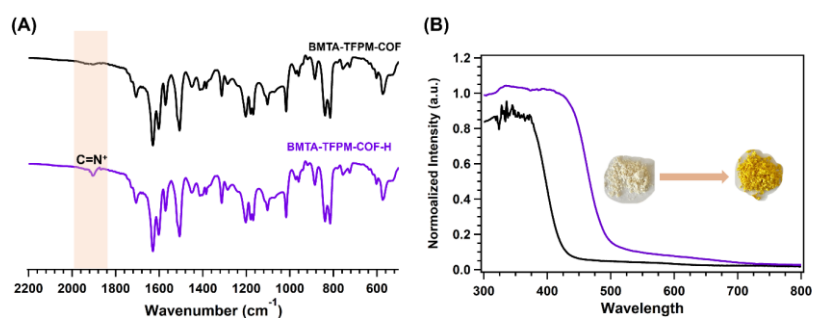 (A)
BMTA-TFPM-COF
C=N⁺
BMTA-TFPM-COF-H
2200 2000 1800 1600 1400 1200 1000 800 600
Wavenumber (cm⁻¹)
(B)
Normoalized Intensity (a.u.)
1.2
1.0
0.8
0.6
0.4
0.2
0.0
300 400 500 600 700 800
Wavelength